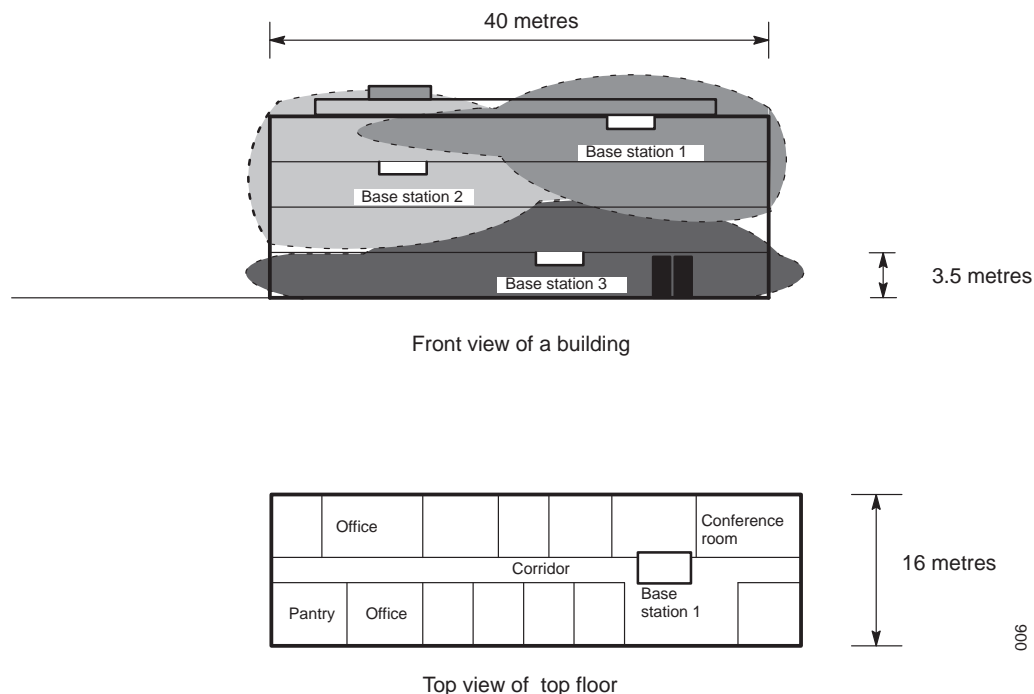 40 metres
Base station 1
Base station 2
Base station 3
3.5 metres
Front view of a building
Office
Conference
room
Corridor
16 metres
Pantry
Office
Base
station 1
006
Top view of top floor